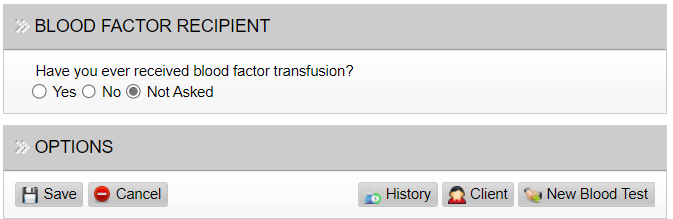 BLOOD FACTOR RECIPIENT
Have you ever received blood factor transfusion?
Yes No Not Asked
OPTIONS
Save Cancel History Client New Blood Test